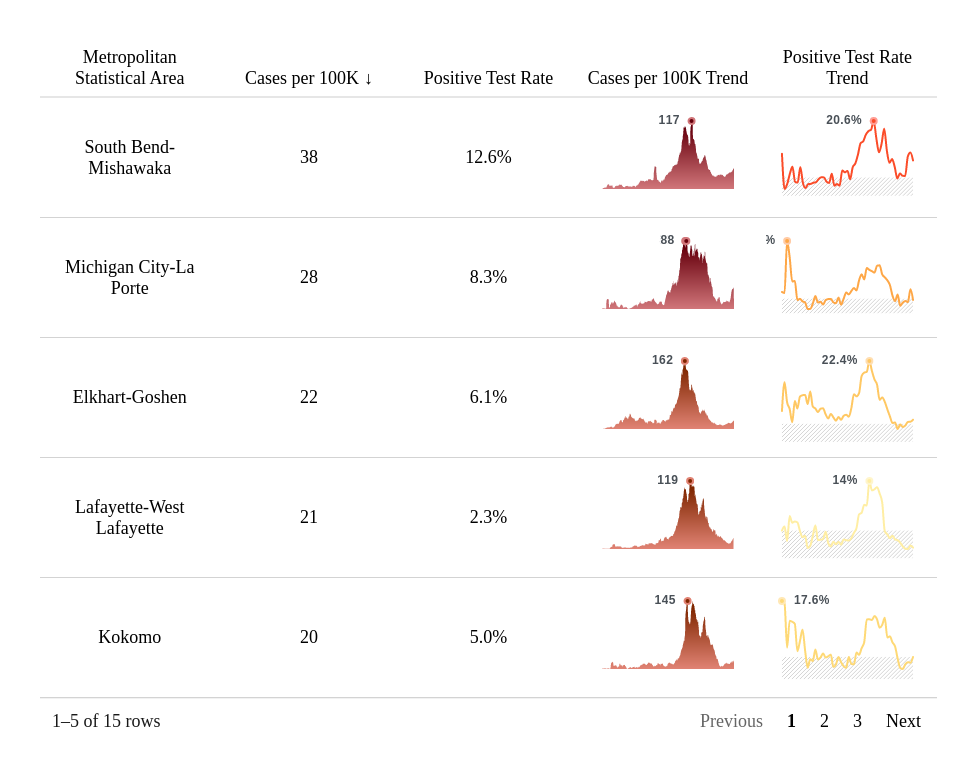 Metropolitan
Statistical Area
Cases per 100K ↓
Positive Test Rate
Cases per 100K Trend
Positive Test Rate
Trend
South Bend-
Mishawaka
38
12.6%
117
20.6%
Michigan City-La
Porte
28
8.3%
88
%
Elkhart-Goshen
22
6.1%
162
22.4%
Lafayette-West
Lafayette
21
2.3%
119
14%
Kokomo
20
5.0%
145
17.6%
1–5 of 15 rows
Previous 1 2 3 Next